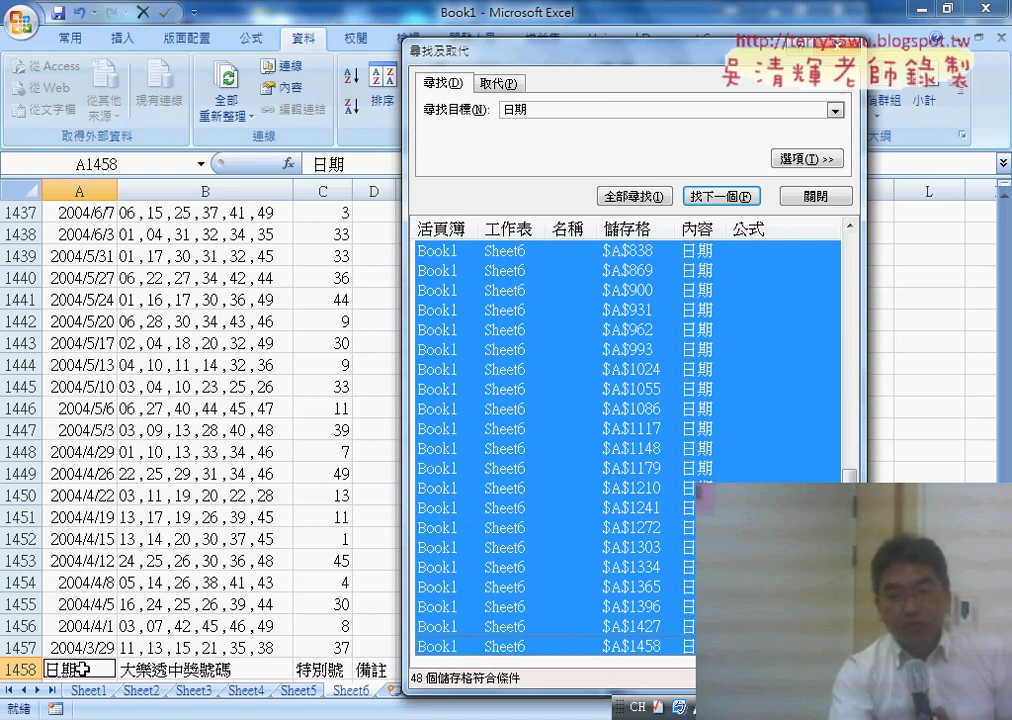 Book1 - Microsoft Excel
常用 插入 版面配置 公式 資料 校閱
http://terry55wu.blogspot.tw
吳清輝老師錄製
從 Access
從 Web
從文字檔
從其他
來源
現有連線
全部
重新整理
連線
內容
編輯連結
排序
小計
取得外部資料
連線
A1458
fx
日期
A B C D L
1437 2004/6/7 06,15,25,37,41,49 3
1438 2004/6/3 01,04,31,32,34,35 33
1439 2004/5/31 01,17,30,31,32,45 33
1440 2004/5/27 06,22,27,34,42,44 36
1441 2004/5/24 01,16,17,30,36,49 44
1442 2004/5/20 06,28,30,34,43,46 9
1443 2004/5/17 02,04,18,20,32,49 30
1444 2004/5/13 04,10,11,14,32,36 9
1445 2004/5/10 03,04,10,23,25,26 33
1446 2004/5/6 06,27,40,44,45,47 11
1447 2004/5/3 03,09,13,28,40,48 39
1448 2004/4/29 01,10,13,33,34,46 7
1449 2004/4/26 22,25,29,31,34,46 49
1450 2004/4/22 03,11,19,20,22,28 13
1451 2004/4/19 13,17,19,26,39,45 11
1452 2004/4/15 13,14,20,30,37,45 1
1453 2004/4/12 24,25,26,30,36,48 45
1454 2004/4/8 05,14,26,38,41,43 4
1455 2004/4/5 16,24,25,26,39,44 30
1456 2004/4/1 03,07,42,45,46,49 8
1457 2004/3/29 11,13,15,21,35,38 37
1458 日期 大樂透中獎號碼 特別號 備註
Sheet1 Sheet2 Sheet3 Sheet4 Sheet5 Sheet6
就緒
尋找及取代
尋找(D) 取代(P)
尋找目標(N): 日期
選項(T) >>
全部尋找(I) 找下一個(F) 關閉
活頁簿 工作表 名稱 儲存格 內容 公式
Book1 Sheet6 $A$838 日期
Book1 Sheet6 $A$869 日期
Book1 Sheet6 $A$900 日期
Book1 Sheet6 $A$931 日期
Book1 Sheet6 $A$962 日期
Book1 Sheet6 $A$993 日期
Book1 Sheet6 $A$1024 日期
Book1 Sheet6 $A$1055 日期
Book1 Sheet6 $A$1086 日期
Book1 Sheet6 $A$1117 日期
Book1 Sheet6 $A$1148 日期
Book1 Sheet6 $A$1179 日期
Book1 Sheet6 $A$1210
Book1 Sheet6 $A$1241
Book1 Sheet6 $A$1272
Book1 Sheet6 $A$1303
Book1 Sheet6 $A$1334
Book1 Sheet6 $A$1365
Book1 Sheet6 $A$1396
Book1 Sheet6 $A$1427
Book1 Sheet6 $A$1458
48 個儲存格符合條件
CH